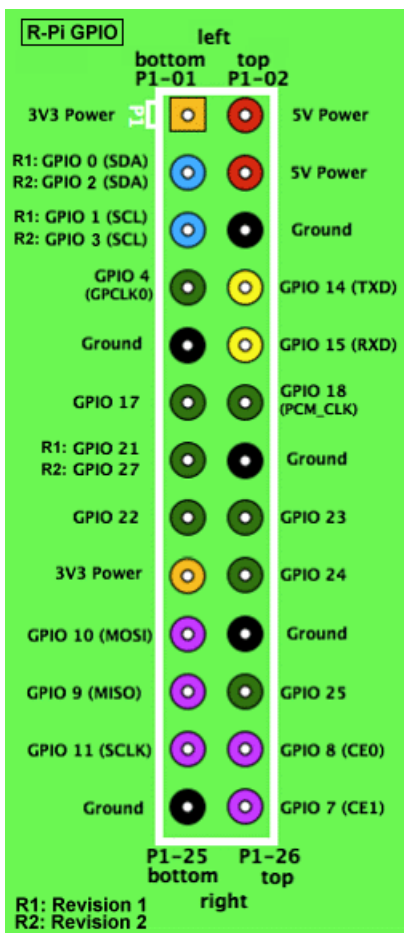 R-Pi GPIO
left
bottom top
P1-01 P1-02
3V3 Power P1 5V Power
R1: GPIO 0 (SDA)
R2: GPIO 2 (SDA) 5V Power
R1: GPIO 1 (SCL)
R2: GPIO 3 (SCL) Ground
GPIO 4
(GPCLK0) GPIO 14 (TXD)
Ground GPIO 15 (RXD)
GPIO 17 GPIO 18
(PCM_CLK)
R1: GPIO 21
R2: GPIO 27 Ground
GPIO 22 GPIO 23
3V3 Power GPIO 24
GPIO 10 (MOSI) Ground
GPIO 9 (MISO) GPIO 25
GPIO 11 (SCLK) GPIO 8 (CE0)
Ground GPIO 7 (CE1)
P1-25 P1-26
bottom top
right
R1: Revision 1
R2: Revision 2